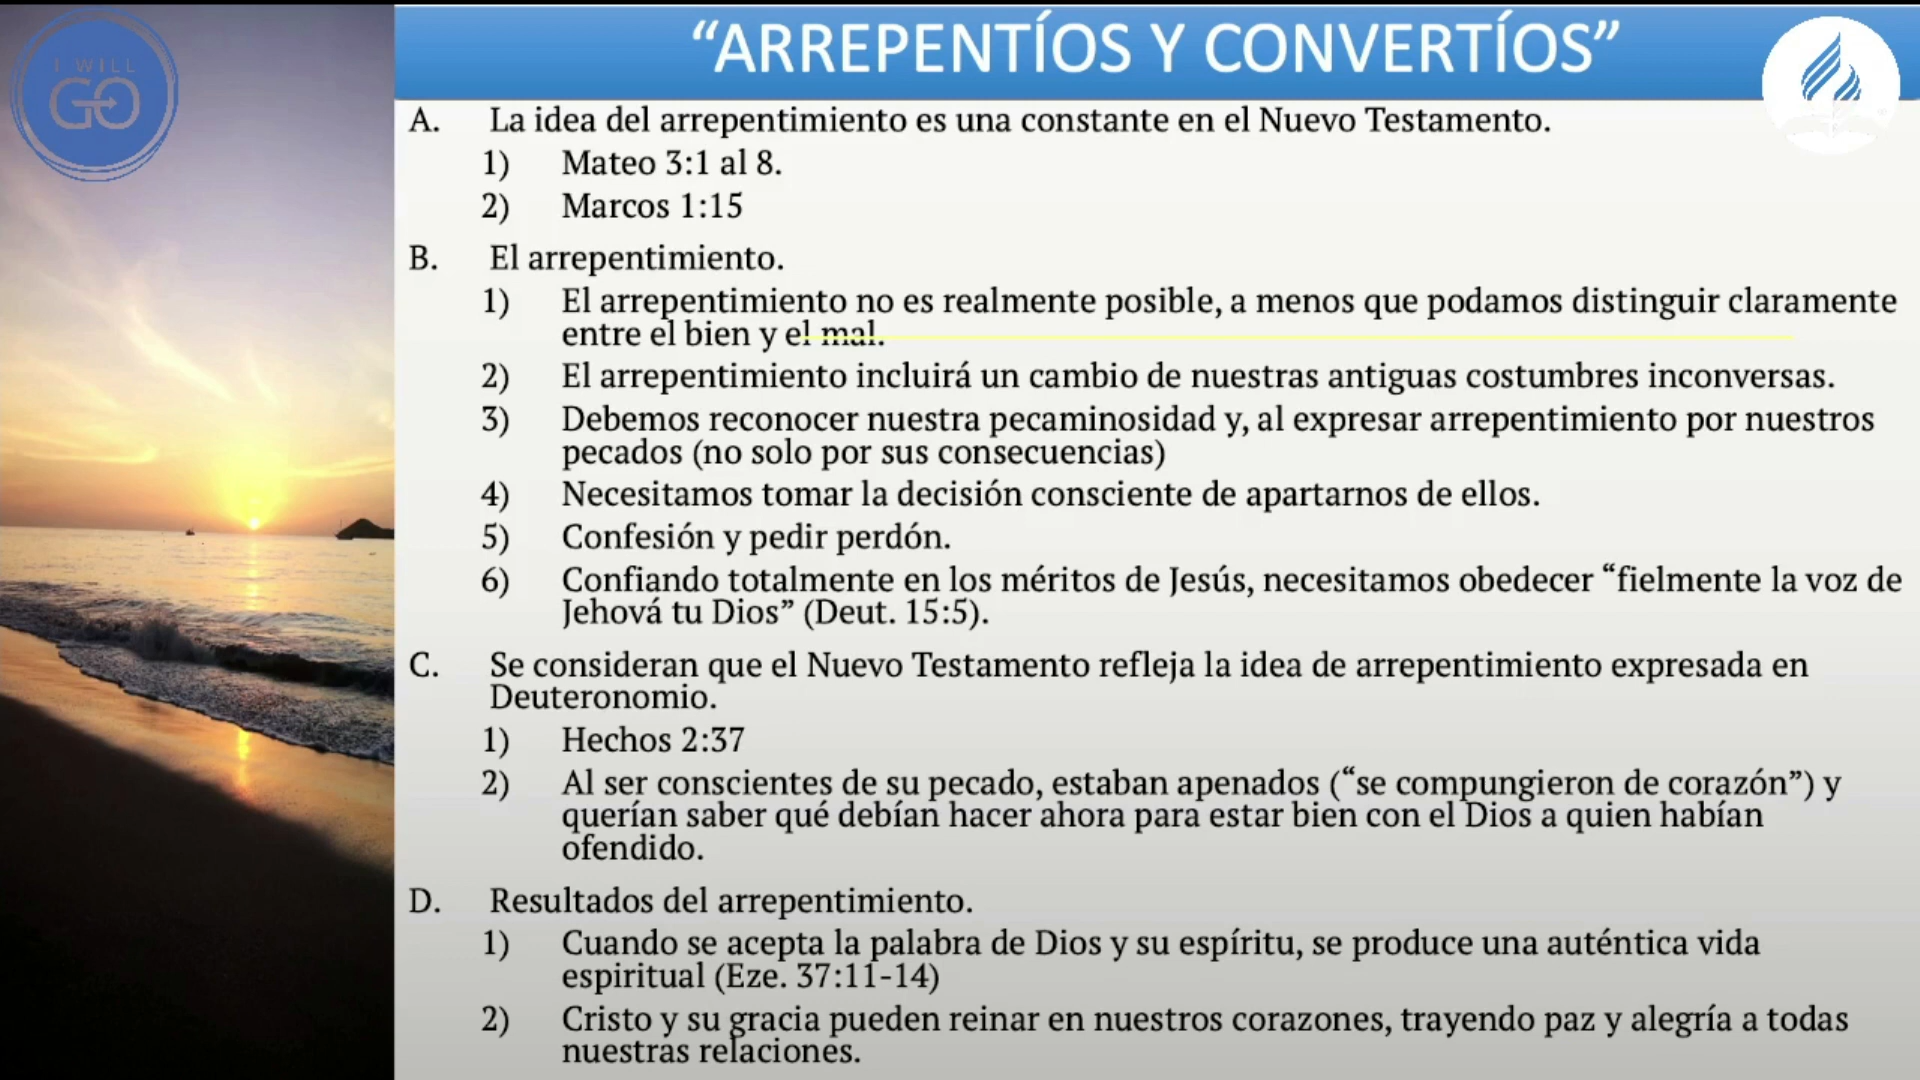 I WILL
GO
“ARREPENTÍOS Y CONVERTÍOS”
A. La idea del arrepentimiento es una constante en el Nuevo Testamento.
1) Mateo 3:1 al 8.
2) Marcos 1:15
B. El arrepentimiento.
1) El arrepentimiento no es realmente posible, a menos que podamos distinguir claramente
entre el bien y el mal.
2) El arrepentimiento incluirá un cambio de nuestras antiguas costumbres inconversas.
3) Debemos reconocer nuestra pecaminosidad y, al expresar arrepentimiento por nuestros
pecados (no solo por sus consecuencias)
4) Necesitamos tomar la decisión consciente de apartarnos de ellos.
5) Confesión y pedir perdón.
6) Confiando totalmente en los méritos de Jesús, necesitamos obedecer “fielmente la voz de
Jehová tu Dios” (Deut. 15:5).
C. Se consideran que el Nuevo Testamento refleja la idea de arrepentimiento expresada en
Deuteronomio.
1) Hechos 2:37
2) Al ser conscientes de su pecado, estaban apenados (“se compungieron de corazón”) y
querían saber qué debían hacer ahora para estar bien con el Dios a quien habían
ofendido.
D. Resultados del arrepentimiento.
1) Cuando se acepta la palabra de Dios y su espíritu, se produce una auténtica vida
espiritual (Eze. 37:11-14)
2) Cristo y su gracia pueden reinar en nuestros corazones, trayendo paz y alegría a todas
nuestras relaciones.